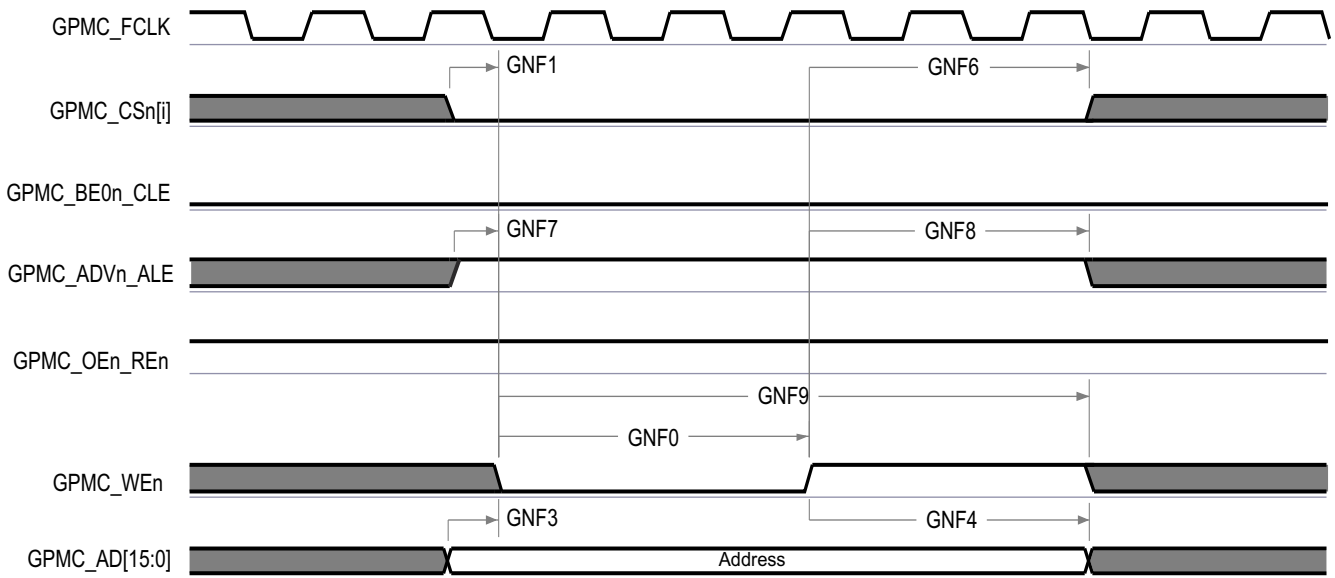 GPMC_FCLK
GNF1
GNF6
GPMC_CSn[i]
GPMC_BE0n_CLE
GNF7
GNF8
GPMC_ADVn_ALE
GPMC_OEn_REn
GNF9
GNF0
GPMC_WEn
GNF3
GNF4
GPMC_AD[15:0]
Address